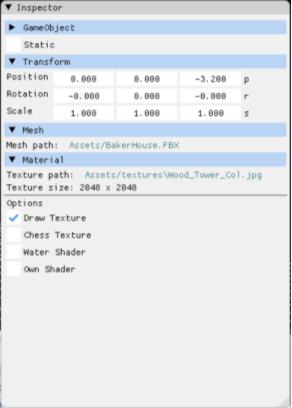 Inspector
GameObject
Static
Transform
Position 0.000 0.000 -3.200 p
Rotation -0.000 0.000 -0.000 r
Scale 1.000 1.000 1.000 s
Mesh
Mesh path: Assets/BakerHouse.FBX
Material
Texture path: Assets/textures\Wood_Tower_Col.jpg
Texture size: 2048 x 2048
Options
Draw Texture
Chess Texture
Water Shader
Own Shader